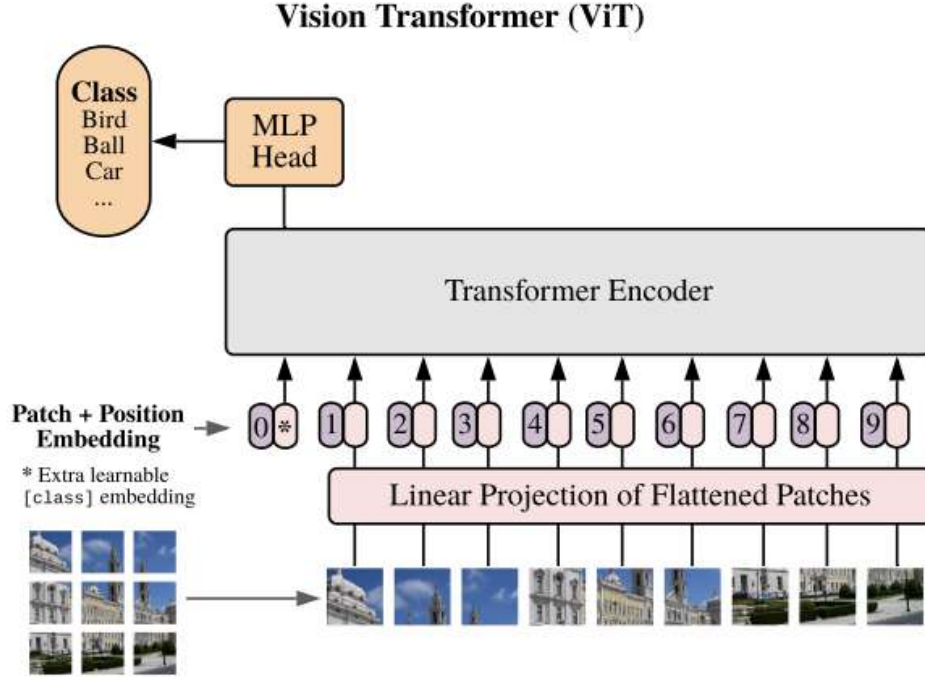 Vision Transformer (ViT)
Class
Bird
Ball
Car
...
MLP
Head
Transformer Encoder
Patch + Position
Embedding
0 * 1 2 3 4 5 6 7 8 9
* Extra learnable
[class] embedding
Linear Projection of Flattened Patches